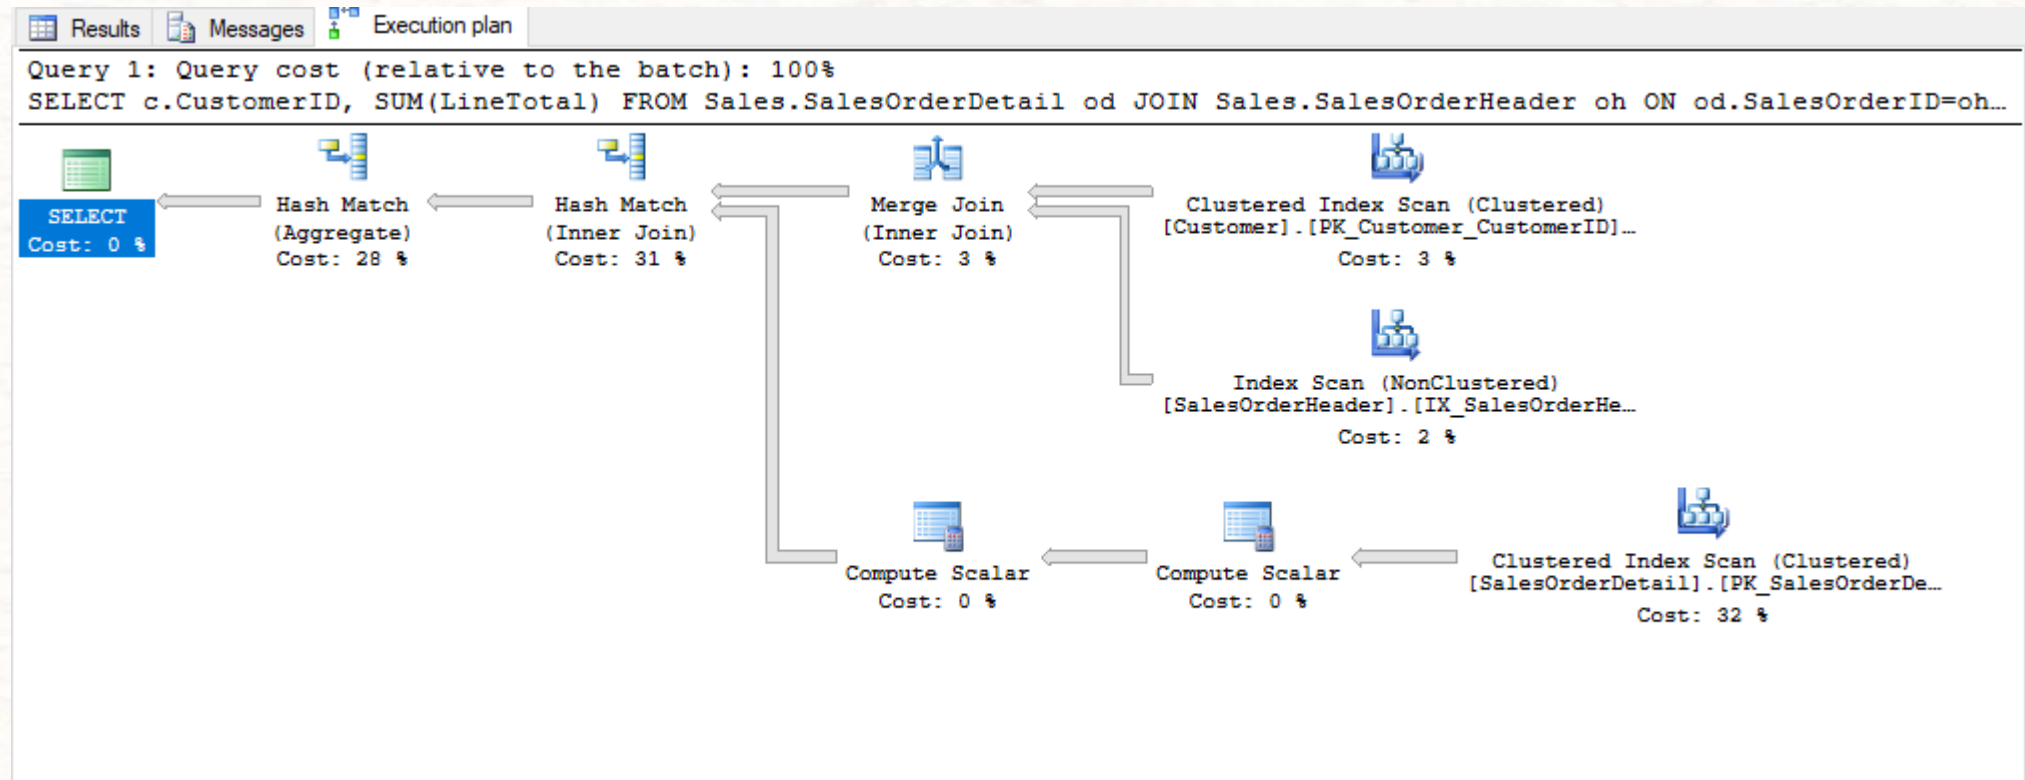 Results Messages Execution plan
Query 1: Query cost (relative to the batch): 100%
SELECT c.CustomerID, SUM(LineTotal) FROM Sales.SalesOrderDetail od JOIN Sales.SalesOrderHeader oh ON od.SalesOrderID=oh…
SELECT
Cost: 0 %
Hash Match
(Aggregate)
Cost: 28 %
Hash Match
(Inner Join)
Cost: 31 %
Merge Join
(Inner Join)
Cost: 3 %
Clustered Index Scan (Clustered)
[Customer].[PK_Customer_CustomerID]…
Cost: 3 %
Index Scan (NonClustered)
[SalesOrderHeader].[IX_SalesOrderHe…
Cost: 2 %
Compute Scalar
Cost: 0 %
Compute Scalar
Cost: 0 %
Clustered Index Scan (Clustered)
[SalesOrderDetail].[PK_SalesOrderDe…
Cost: 32 %